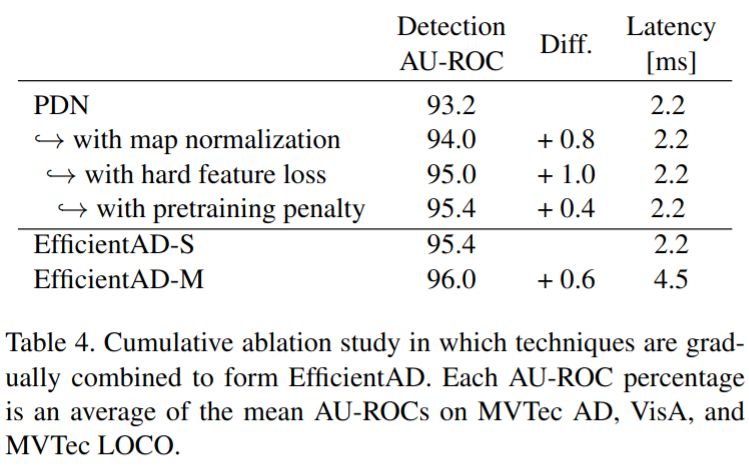 Detection AU-ROC Diff. Latency [ms]
PDN 93.2 2.2
↪ with map normalization 94.0 + 0.8 2.2
↪ with hard feature loss 95.0 + 1.0 2.2
↪ with pretraining penalty 95.4 + 0.4 2.2
EfficientAD-S 95.4 2.2
EfficientAD-M 96.0 + 0.6 4.5
Table 4. Cumulative ablation study in which techniques are grad-
ually combined to form EfficientAD. Each AU-ROC percentage
is an average of the mean AU-ROCs on MVTec AD, VisA, and
MVTec LOCO.